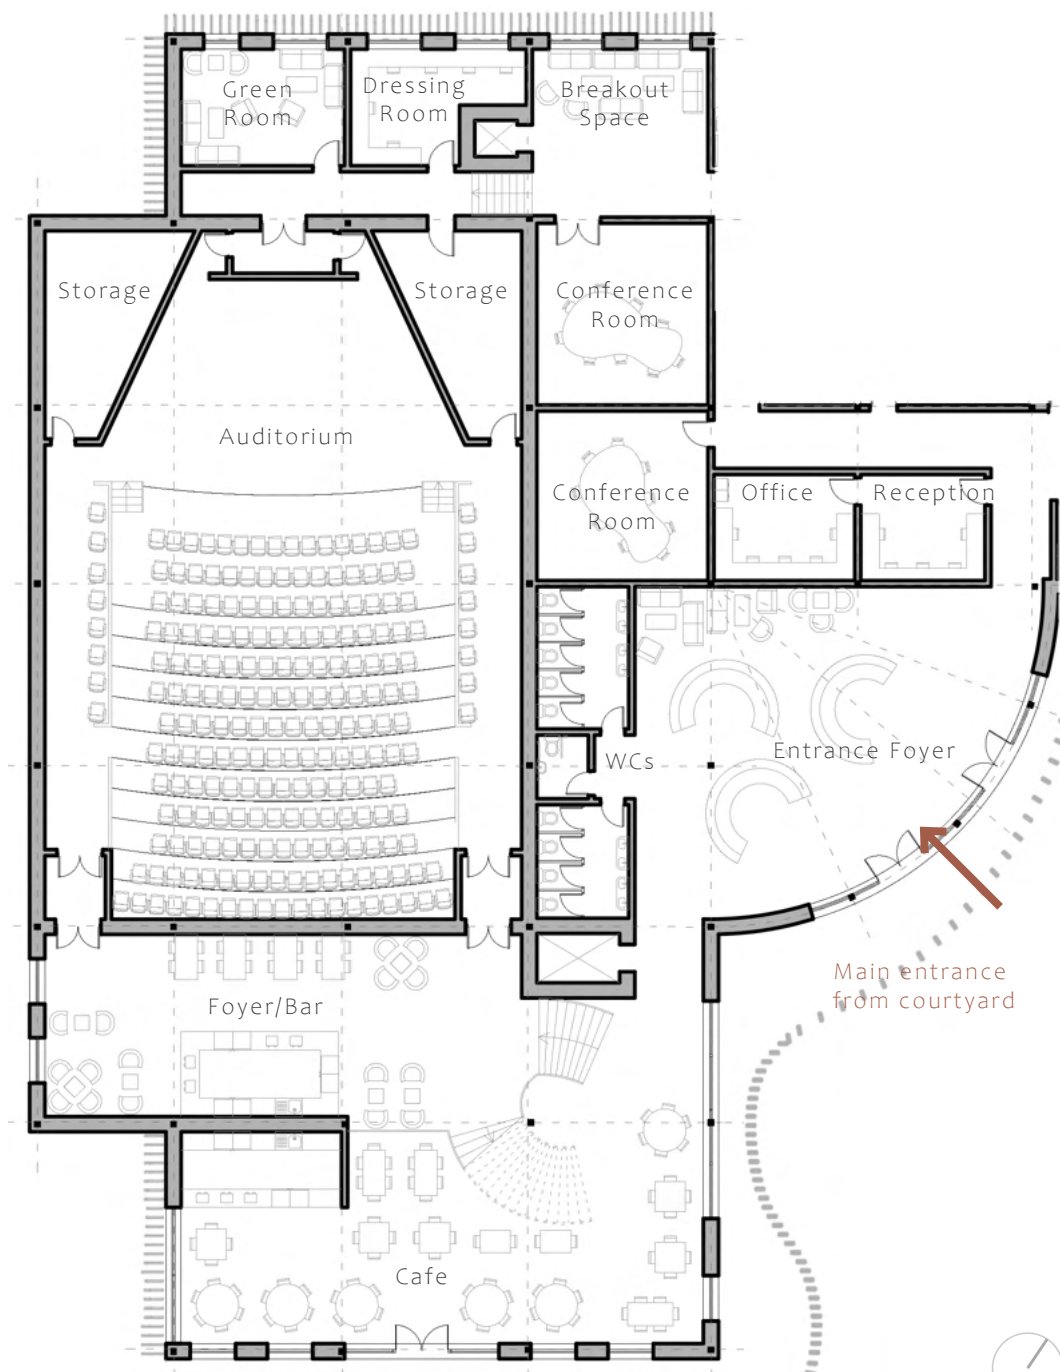 Green
Room
Dressing
Room
Breakout
Space
Storage
Storage
Conference
Room
Auditorium
Conference
Room
Office
Reception
WCs
Entrance Foyer
Main entrance
from courtyard
Foyer/Bar
Cafe